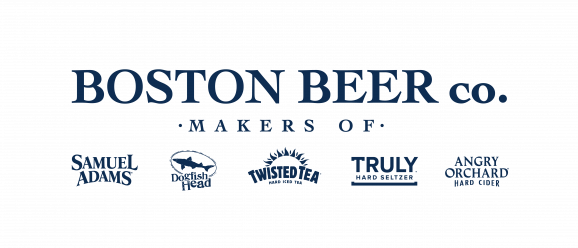 BOSTON BEER co.
·MAKERS OF·
SAMUEL
ADAMS
Dogfish
Head
TWISTED TEA
HARD ICED TEA
TRULY
HARD SELTZER
ANGRY
ORCHARD
HARD CIDER